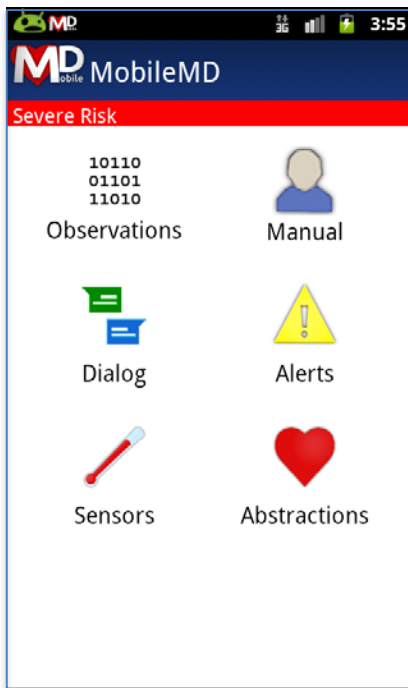 MD 3G 3:55
MD Mobile MobileMD
Severe Risk
10110
01101
11010
Observations Manual
Dialog Alerts
Sensors Abstractions